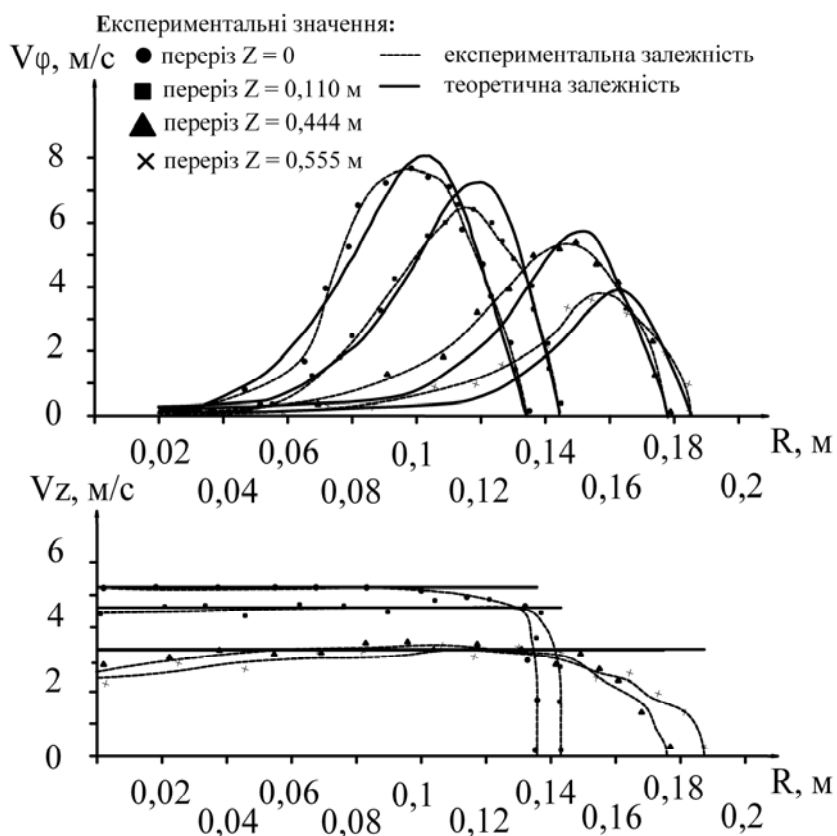 Експериментальні значення:
Vφ, м/с
переріз Z = 0
експериментальна залежність
переріз Z = 0,110 м
теоретична залежність
переріз Z = 0,444 м
переріз Z = 0,555 м
8
6
4
2
0
0,02 0,06 0,1 0,14 0,18 R, м
0,04 0,08 0,12 0,16 0,2
Vz, м/с
6
4
2
0
0,02 0,06 0,1 0,14 0,18 R, м
0,04 0,08 0,12 0,16 0,2